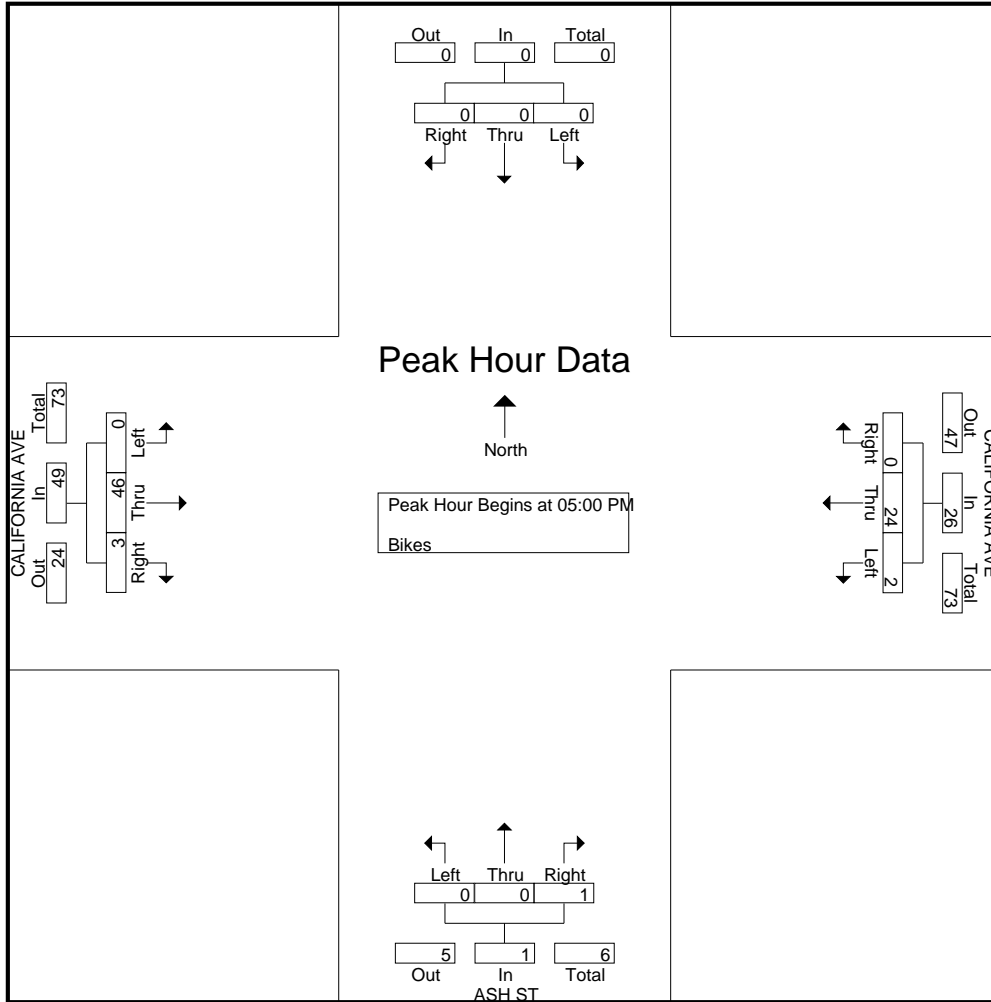 Out In Total
0 0 0
0 0 0
Right Thru Left
Peak Hour Data
North
Peak Hour Begins at 05:00 PM
Bikes
CALIFORNIA AVE
Total In Out
73 49 24
0 46 3
Left Thru Right
Right Thru Left
0 24 2
47 26 73
Out In Total
CALIFORNIA AVE
Left Thru Right
0 0 1
5 1 6
Out In Total
ASH ST